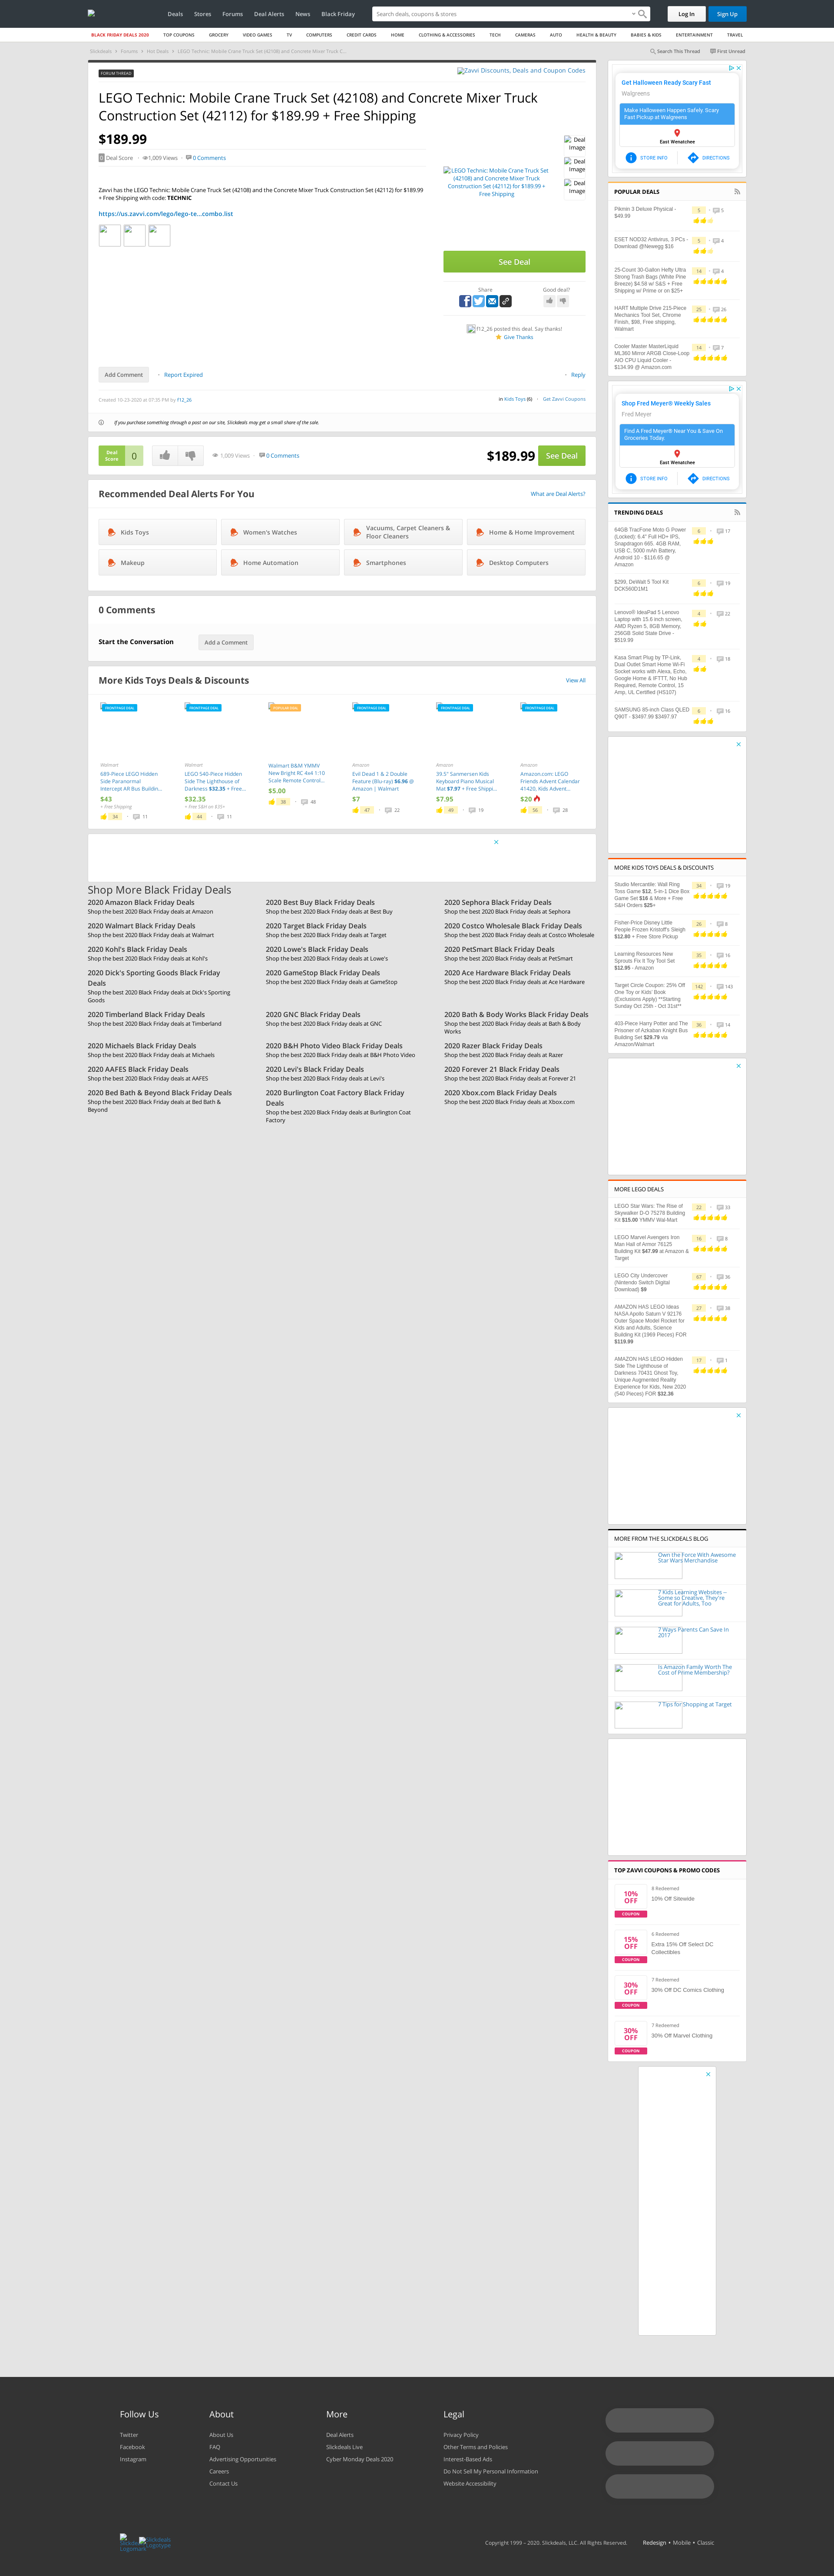 Deals Stores Forums Deal Alerts News Black Friday
Search deals, coupons & stores
Log In Sign Up
BLACK FRIDAY DEALS 2020 TOP COUPONS GROCERY VIDEO GAMES TV COMPUTERS CREDIT CARDS HOME CLOTHING & ACCESSORIES TECH CAMERAS AUTO HEALTH & BEAUTY BABIES & KIDS ENTERTAINMENT TRAVEL
Slickdeals Forums Hot Deals LEGO Technic: Mobile Crane Truck Set (42108) and Concrete Mixer Truck C...
Search This Thread First Unread
FORUM THREAD
Zavvi Discounts, Deals and Coupon Codes
LEGO Technic: Mobile Crane Truck Set (42108) and Concrete Mixer Truck
Construction Set (42112) for $189.99 + Free Shipping
$189.99
0 Deal Score 1,009 Views 0 Comments
Zavvi has the LEGO Technic: Mobile Crane Truck Set (42108) and the Concrete Mixer Truck Construction Set (42112) for $189.99
+ Free Shipping with code: TECHNIC
https://us.zavvi.com/lego/lego-te...combo.list
LEGO Technic: Mobile Crane Truck Set
(42108) and Concrete Mixer Truck
Construction Set (42112) for $189.99 +
Free Shipping
Deal
Image
Deal
Image
Deal
Image
See Deal
Share Good deal?
f12_26 posted this deal. Say thanks!
Give Thanks
Add Comment Report Expired Reply
Created 10-23-2020 at 07:35 PM by f12_26
in Kids Toys (6) Get Zavvi Coupons
If you purchase something through a post on our site, Slickdeals may get a small share of the sale.
Deal
Score 0
1,009 Views 0 Comments
$189.99 See Deal
Recommended Deal Alerts For You
What are Deal Alerts?
Kids Toys
Women's Watches
Vacuums, Carpet Cleaners &
Floor Cleaners
Home & Home Improvement
Makeup
Home Automation
Smartphones
Desktop Computers
0 Comments
Start the Conversation Add a Comment
More Kids Toys Deals & Discounts
View All
FRONTPAGE DEAL
Walmart
689-Piece LEGO Hidden
Side Paranormal
Intercept AR Bus Buildin...
$43
+ Free Shipping
34 11
FRONTPAGE DEAL
Walmart
LEGO 540-Piece Hidden
Side The Lighthouse of
Darkness $32.35 + Free...
$32.35
+ Free S&H on $35+
44 11
POPULAR DEAL
Walmart B&M YMMV
New Bright RC 4x4 1:10
Scale Remote Control...
$5.00
38 48
FRONTPAGE DEAL
Amazon
Evil Dead 1 & 2 Double
Feature (Blu-ray) $6.96 @
Amazon | Walmart
$7
47 22
FRONTPAGE DEAL
Amazon
39.5" Sanmersen Kids
Keyboard Piano Musical
Mat $7.97 + Free Shippi...
$7.95
49 19
FRONTPAGE DEAL
Amazon
Amazon.com: LEGO
Friends Advent Calendar
41420, Kids Advent...
$20
56 28
Shop More Black Friday Deals
2020 Amazon Black Friday Deals
Shop the best 2020 Black Friday deals at Amazon
2020 Best Buy Black Friday Deals
Shop the best 2020 Black Friday deals at Best Buy
2020 Sephora Black Friday Deals
Shop the best 2020 Black Friday deals at Sephora
2020 Walmart Black Friday Deals
Shop the best 2020 Black Friday deals at Walmart
2020 Target Black Friday Deals
Shop the best 2020 Black Friday deals at Target
2020 Costco Wholesale Black Friday Deals
Shop the best 2020 Black Friday deals at Costco Wholesale
2020 Kohl's Black Friday Deals
Shop the best 2020 Black Friday deals at Kohl's
2020 Lowe's Black Friday Deals
Shop the best 2020 Black Friday deals at Lowe's
2020 PetSmart Black Friday Deals
Shop the best 2020 Black Friday deals at PetSmart
2020 Dick's Sporting Goods Black Friday
Deals
Shop the best 2020 Black Friday deals at Dick's Sporting
Goods
2020 GameStop Black Friday Deals
Shop the best 2020 Black Friday deals at GameStop
2020 Ace Hardware Black Friday Deals
Shop the best 2020 Black Friday deals at Ace Hardware
2020 Timberland Black Friday Deals
Shop the best 2020 Black Friday deals at Timberland
2020 GNC Black Friday Deals
Shop the best 2020 Black Friday deals at GNC
2020 Bath & Body Works Black Friday Deals
Shop the best 2020 Black Friday deals at Bath & Body
Works
2020 Michaels Black Friday Deals
Shop the best 2020 Black Friday deals at Michaels
2020 B&H Photo Video Black Friday Deals
Shop the best 2020 Black Friday deals at B&H Photo Video
2020 Razer Black Friday Deals
Shop the best 2020 Black Friday deals at Razer
2020 AAFES Black Friday Deals
Shop the best 2020 Black Friday deals at AAFES
2020 Levi's Black Friday Deals
Shop the best 2020 Black Friday deals at Levi's
2020 Forever 21 Black Friday Deals
Shop the best 2020 Black Friday deals at Forever 21
2020 Bed Bath & Beyond Black Friday Deals
Shop the best 2020 Black Friday deals at Bed Bath &
Beyond
2020 Burlington Coat Factory Black Friday
Deals
Shop the best 2020 Black Friday deals at Burlington Coat
Factory
2020 Xbox.com Black Friday Deals
Shop the best 2020 Black Friday deals at Xbox.com
Get Halloween Ready Scary Fast
Walgreens
Make Halloween Happen Safely. Scary
Fast Pickup at Walgreens
East Wenatchee
STORE INFO DIRECTIONS
POPULAR DEALS
Pikmin 3 Deluxe Physical -
$49.99
5 5
ESET NOD32 Antivirus, 3 PCs -
Download @Newegg $16
5 4
25-Count 30-Gallon Hefty Ultra
Strong Trash Bags (White Pine
Breeze) $4.58 w/ S&S + Free
Shipping w/ Prime or on $25+
14 4
HART Multiple Drive 215-Piece
Mechanics Tool Set, Chrome
Finish, $98, Free shipping,
Walmart
25 26
Cooler Master MasterLiquid
ML360 Mirror ARGB Close-Loop
AIO CPU Liquid Cooler -
$134.99 @ Amazon.com
14 7
Shop Fred Meyer® Weekly Sales
Fred Meyer
Find A Fred Meyer® Near You & Save On
Groceries Today.
East Wenatchee
STORE INFO DIRECTIONS
TRENDING DEALS
64GB TracFone Moto G Power
(Locked): 6.4" Full HD+ IPS,
Snapdragon 665. 4GB RAM,
USB C, 5000 mAh Battery,
Android 10 - $116.65 @
Amazon
6 17
$299, DeWalt 5 Tool Kit
DCK560D1M1
6 19
Lenovo® IdeaPad 5 Lenovo
Laptop with 15.6 inch screen,
AMD Ryzen 5, 8GB Memory,
256GB Solid State Drive -
$519.99
4 22
Kasa Smart Plug by TP-Link,
Dual Outlet Smart Home Wi-Fi
Socket works with Alexa, Echo,
Google Home & IFTTT, No Hub
Required, Remote Control, 15
Amp, UL Certified (HS107)
4 18
SAMSUNG 85-inch Class QLED
Q90T - $3497.99 $3497.97
6 16
MORE KIDS TOYS DEALS & DISCOUNTS
Studio Mercantile: Wall Ring
Toss Game $12, 5-in-1 Dice Box
Game Set $16 & More + Free
S&H Orders $25+
34 19
Fisher-Price Disney Little
People Frozen Kristoff's Sleigh
$12.80 + Free Store Pickup
26 8
Learning Resources New
Sprouts Fix It Toy Tool Set
$12.95 - Amazon
35 16
Target Circle Coupon: 25% Off
One Toy or Kids' Book
(Exclusions Apply) **Starting
Sunday Oct 25th - Oct 31st**
142 143
403-Piece Harry Potter and The
Prisoner of Azkaban Knight Bus
Building Set $29.79 via
Amazon/Walmart
36 14
MORE LEGO DEALS
LEGO Star Wars: The Rise of
Skywalker D-O 75278 Building
Kit $15.00 YMMV Wal-Mart
22 33
LEGO Marvel Avengers Iron
Man Hall of Armor 76125
Building Kit $47.99 at Amazon &
Target
16 8
LEGO City Undercover
(Nintendo Switch Digital
Download) $9
67 36
AMAZON HAS LEGO Ideas
NASA Apollo Saturn V 92176
Outer Space Model Rocket for
Kids and Adults, Science
Building Kit (1969 Pieces) FOR
$119.99
27 38
AMAZON HAS LEGO Hidden
Side The Lighthouse of
Darkness 70431 Ghost Toy,
Unique Augmented Reality
Experience for Kids, New 2020
(540 Pieces) FOR $32.36
17 1
MORE FROM THE SLICKDEALS BLOG
Own the Force With Awesome
Star Wars Merchandise
7 Kids Learning Websites --
Some so Creative, They're
Great for Adults, Too
7 Ways Parents Can Save In
2017
Is Amazon Family Worth The
Cost of Prime Membership?
7 Tips for Shopping at Target
TOP ZAVVI COUPONS & PROMO CODES
10%
OFF
COUPON
8 Redeemed
10% Off Sitewide
15%
OFF
COUPON
6 Redeemed
Extra 15% Off Select DC
Collectibles
30%
OFF
COUPON
7 Redeemed
30% Off DC Comics Clothing
30%
OFF
COUPON
7 Redeemed
30% Off Marvel Clothing
Follow Us
Twitter
Facebook
Instagram
About
About Us
FAQ
Advertising Opportunities
Careers
Contact Us
More
Deal Alerts
Slickdeals Live
Cyber Monday Deals 2020
Legal
Privacy Policy
Other Terms and Policies
Interest-Based Ads
Do Not Sell My Personal Information
Website Accessibility
Slickdeals
Logomark
Slickdeals
Logotype
Copyright 1999 – 2020. Slickdeals, LLC. All Rights Reserved. Redesign • Mobile • Classic